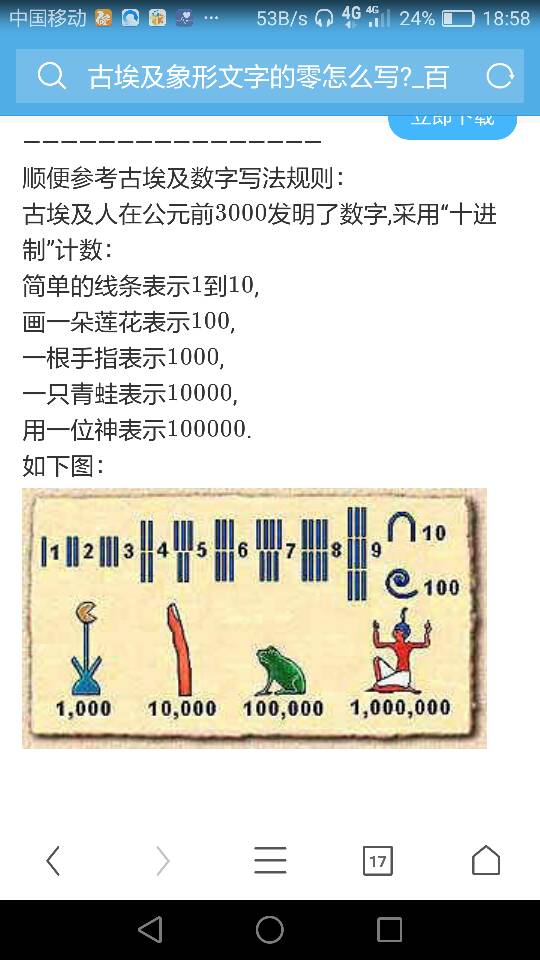 中国移动 ··· 53B/s 4G 4G 24% 18:58
古埃及象形文字的零怎么写?_百
立即下载
————————————————
顺便参考古埃及数字写法规则：
古埃及人在公元前3000发明了数字,采用“十进
制”计数：
简单的线条表示1到10,
画一朵莲花表示100,
一根手指表示1000,
一只青蛙表示10000,
用一位神表示100000.
如下图：
1 2 3 4 5 6 7 8 9 10
100
1,000 10,000 100,000 1,000,000
17